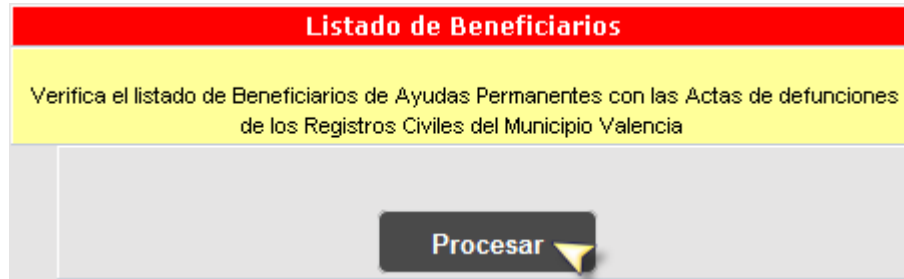 Listado de Beneficiarios
Verifica el listado de Beneficiarios de Ayudas Permanentes con las Actas de defunciones
de los Registros Civiles del Municipio Valencia
Procesar